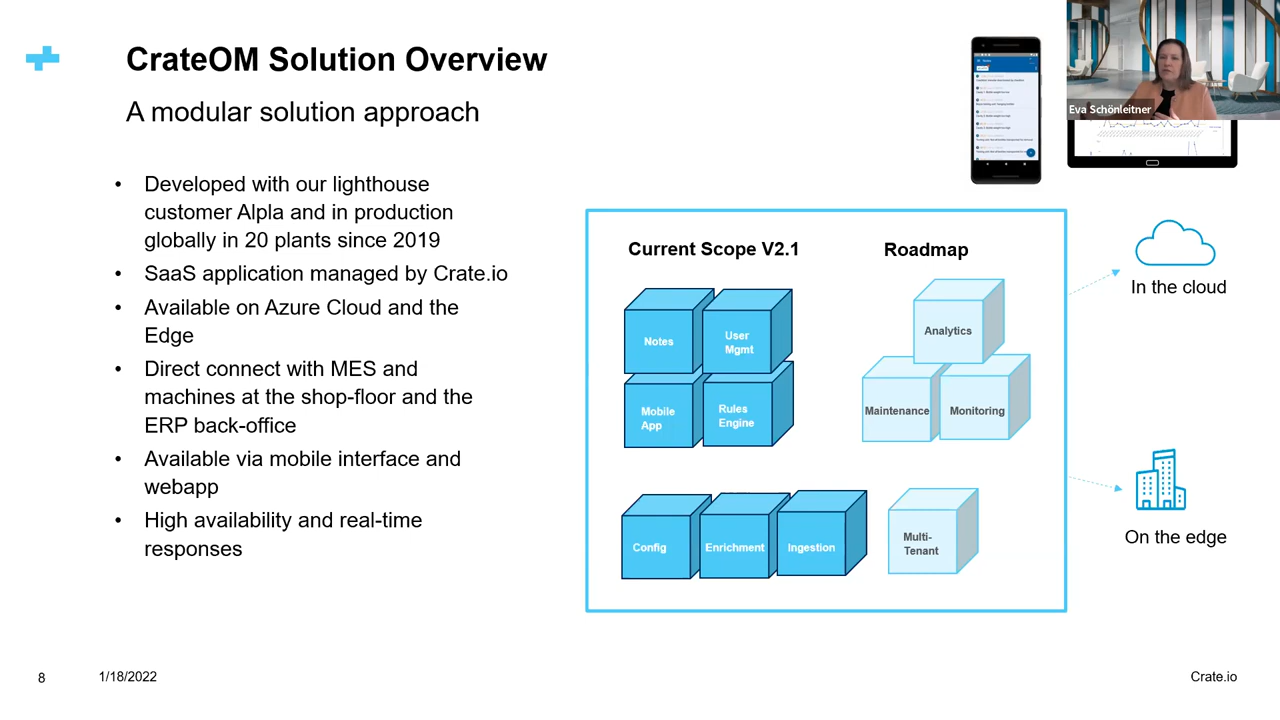 CrateOM Solution Overview
A modular solution approach
Eva Schönleitner
• Developed with our lighthouse
customer Alpla and in production
globally in 20 plants since 2019
• SaaS application managed by Crate.io
• Available on Azure Cloud and the
Edge
• Direct connect with MES and
machines at the shop-floor and the
ERP back-office
• Available via mobile interface and
webapp
• High availability and real-time
responses
Current Scope V2.1
Roadmap
Notes
User
Mgmt
Mobile
App
Rules
Engine
Config
Enrichment
Ingestion
Analytics
Maintenance
Monitoring
Multi-
Tenant
In the cloud
On the edge
8
1/18/2022
Crate.io